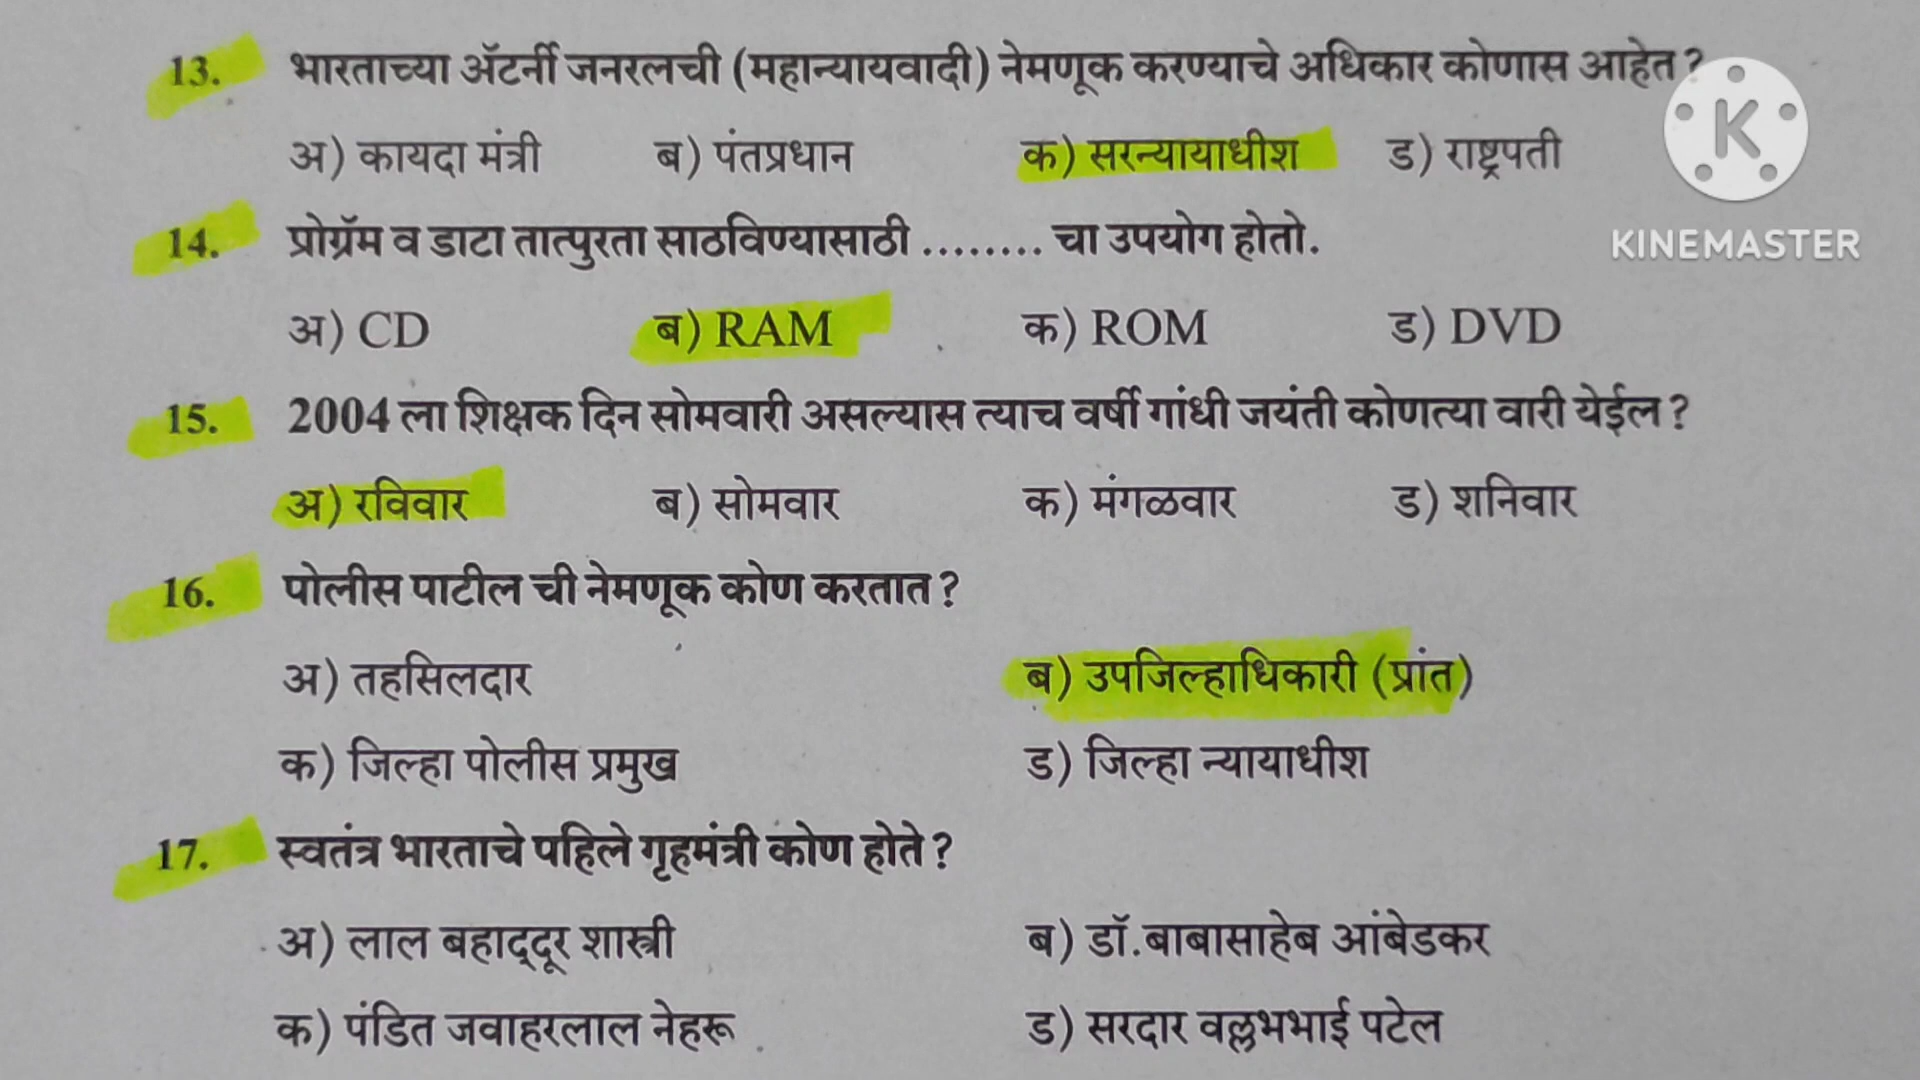 13. भारताच्या ॲटर्नी जनरलची (महान्यायवादी) नेमणूक करण्याचे अधिकार कोणास आहेत ?
अ) कायदा मंत्री ब) पंतप्रधान क) सरन्यायाधीश ड) राष्ट्रपती
K
KINEMASTER
14. प्रोग्रॅम व डाटा तात्पुरता साठविण्यासाठी ........ चा उपयोग होतो.
अ) CD ब) RAM क) ROM ड) DVD
15. 2004 ला शिक्षक दिन सोमवारी असल्यास त्याच वर्षी गांधी जयंती कोणत्या वारी येईल ?
अ) रविवार ब) सोमवार क) मंगळवार ड) शनिवार
16. पोलीस पाटील ची नेमणूक कोण करतात ?
अ) तहसिलदार ब) उपजिल्हाधिकारी (प्रांत)
क) जिल्हा पोलीस प्रमुख ड) जिल्हा न्यायाधीश
17. स्वतंत्र भारताचे पहिले गृहमंत्री कोण होते ?
अ) लाल बहाद्दूर शास्त्री ब) डॉ.बाबासाहेब आंबेडकर
क) पंडित जवाहरलाल नेहरू ड) सरदार वल्लभभाई पटेल